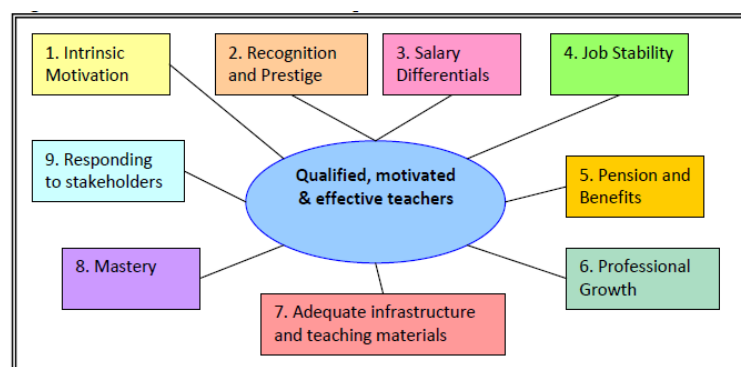 1. Intrinsic
Motivation
2. Recognition
and Prestige
3. Salary
Differentials
4. Job Stability
9. Responding
to stakeholders
Qualified, motivated
& effective teachers
5. Pension and
Benefits
8. Mastery
6. Professional
Growth
7. Adequate infrastructure
and teaching materials